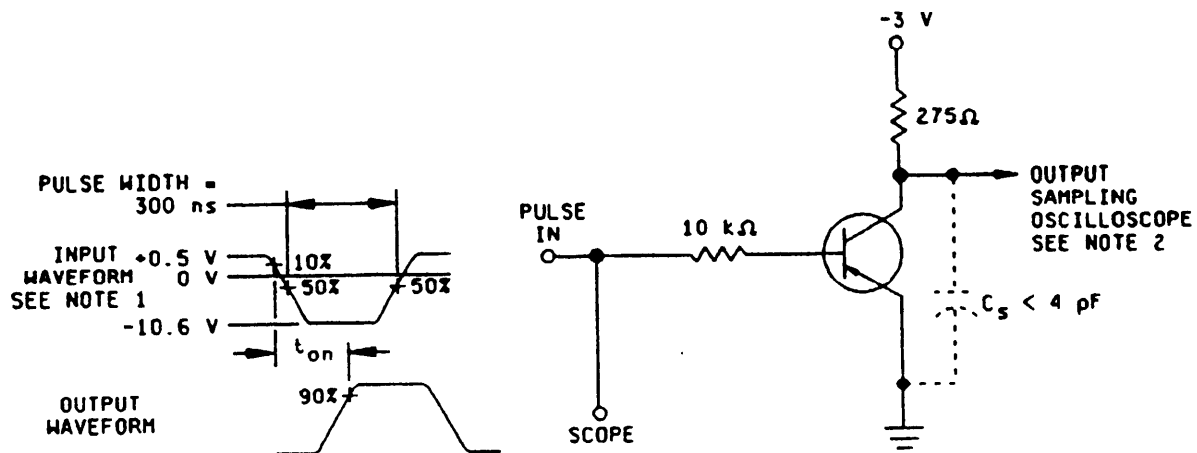 -3 V
275Ω
PULSE WIDTH =
300 ns
OUTPUT
SAMPLING
OSCILLOSCOPE
SEE NOTE 2
PULSE
IN
10 kΩ
INPUT +0.5 V
WAVEFORM 0 V
SEE NOTE 1
10%
50%
50%
-10.6 V
Cs < 4 pF
ton
90%
OUTPUT
WAVEFORM
SCOPE